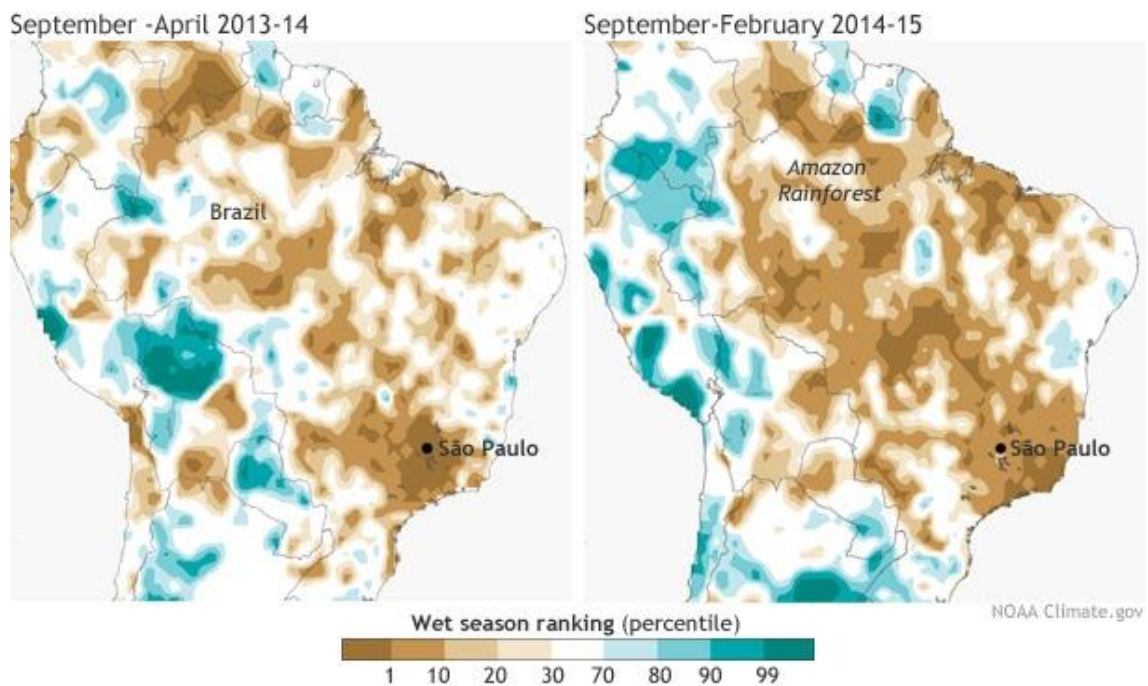 September -April 2013-14
September-February 2014-15
Brazil
São Paulo
Amazon
Rainforest
São Paulo
NOAA Climate.gov
Wet season ranking (percentile)
1 10 20 30 70 80 90 99